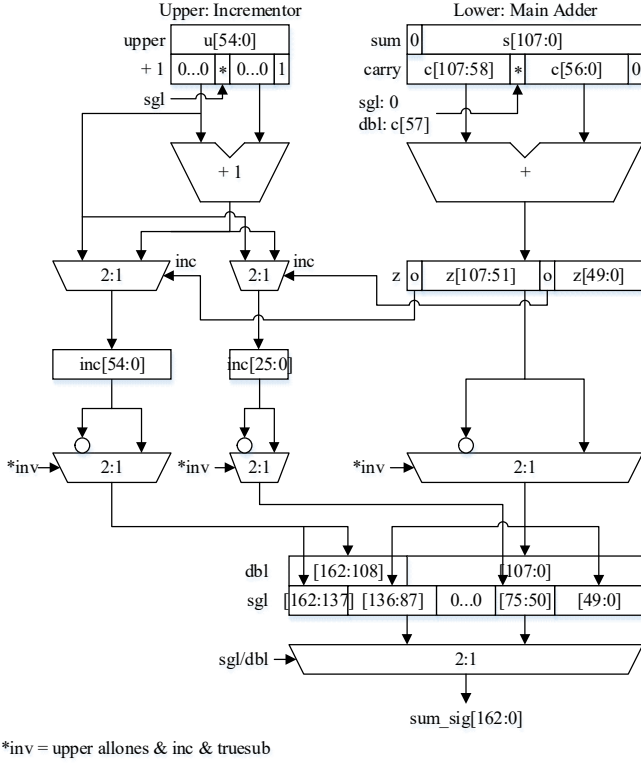 Upper: Incrementor Lower: Main Adder
upper u[54:0] sum 0 s[107:0]
+ 1 0...0 * 0...0 1 carry c[107:58] * c[56:0] 0
sgl sgl: 0
dbl: c[57]
+ 1 +
inc inc
2:1 2:1 z o z[107:51] o z[49:0]
inc[54:0] inc[25:0]
*inv 2:1 *inv 2:1 *inv 2:1
dbl [162:108] [107:0]
sgl [162:137] [136:87] 0...0 [75:50] [49:0]
sgl/dbl 2:1
sum_sig[162:0]
*inv = upper allones & inc & truesub